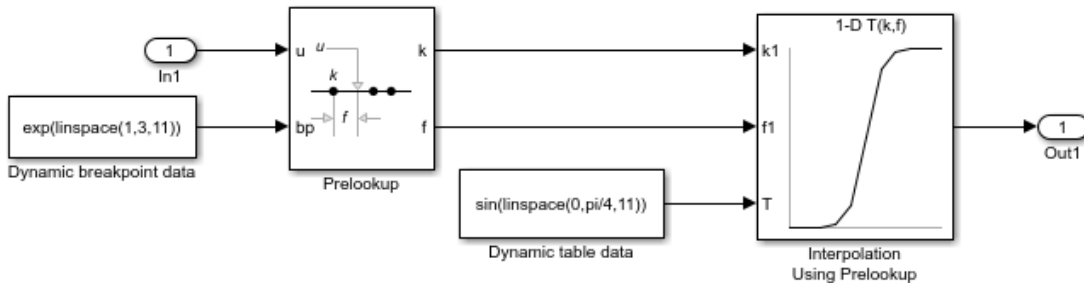 1
In1
exp(linspace(1,3,11))
Dynamic breakpoint data
u
u
k
k
bp
f
f
Prelookup
sin(linspace(0,pi/4,11))
Dynamic table data
1-D T(k,f)
k1
f1
T
Interpolation
Using Prelookup
1
Out1